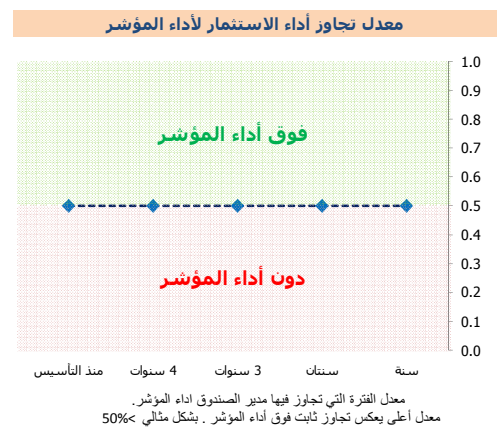 معدل تجاوز أداء الاستثمار لأداء المؤشر
1.0
0.9
0.8
0.7
0.6
0.5
0.4
0.3
0.2
0.1
0.0
فوق أداء المؤشر
دون أداء المؤشر
سنة سنتان 3 سنوات 4 سنوات منذ التأسيس
معدل الفترة التي تجاوز فيها مدير الصندوق اداء المؤشر.
معدل أعلى يعكس تجاوز ثابت فوق أداء المؤشر . بشكل مثالي >50%